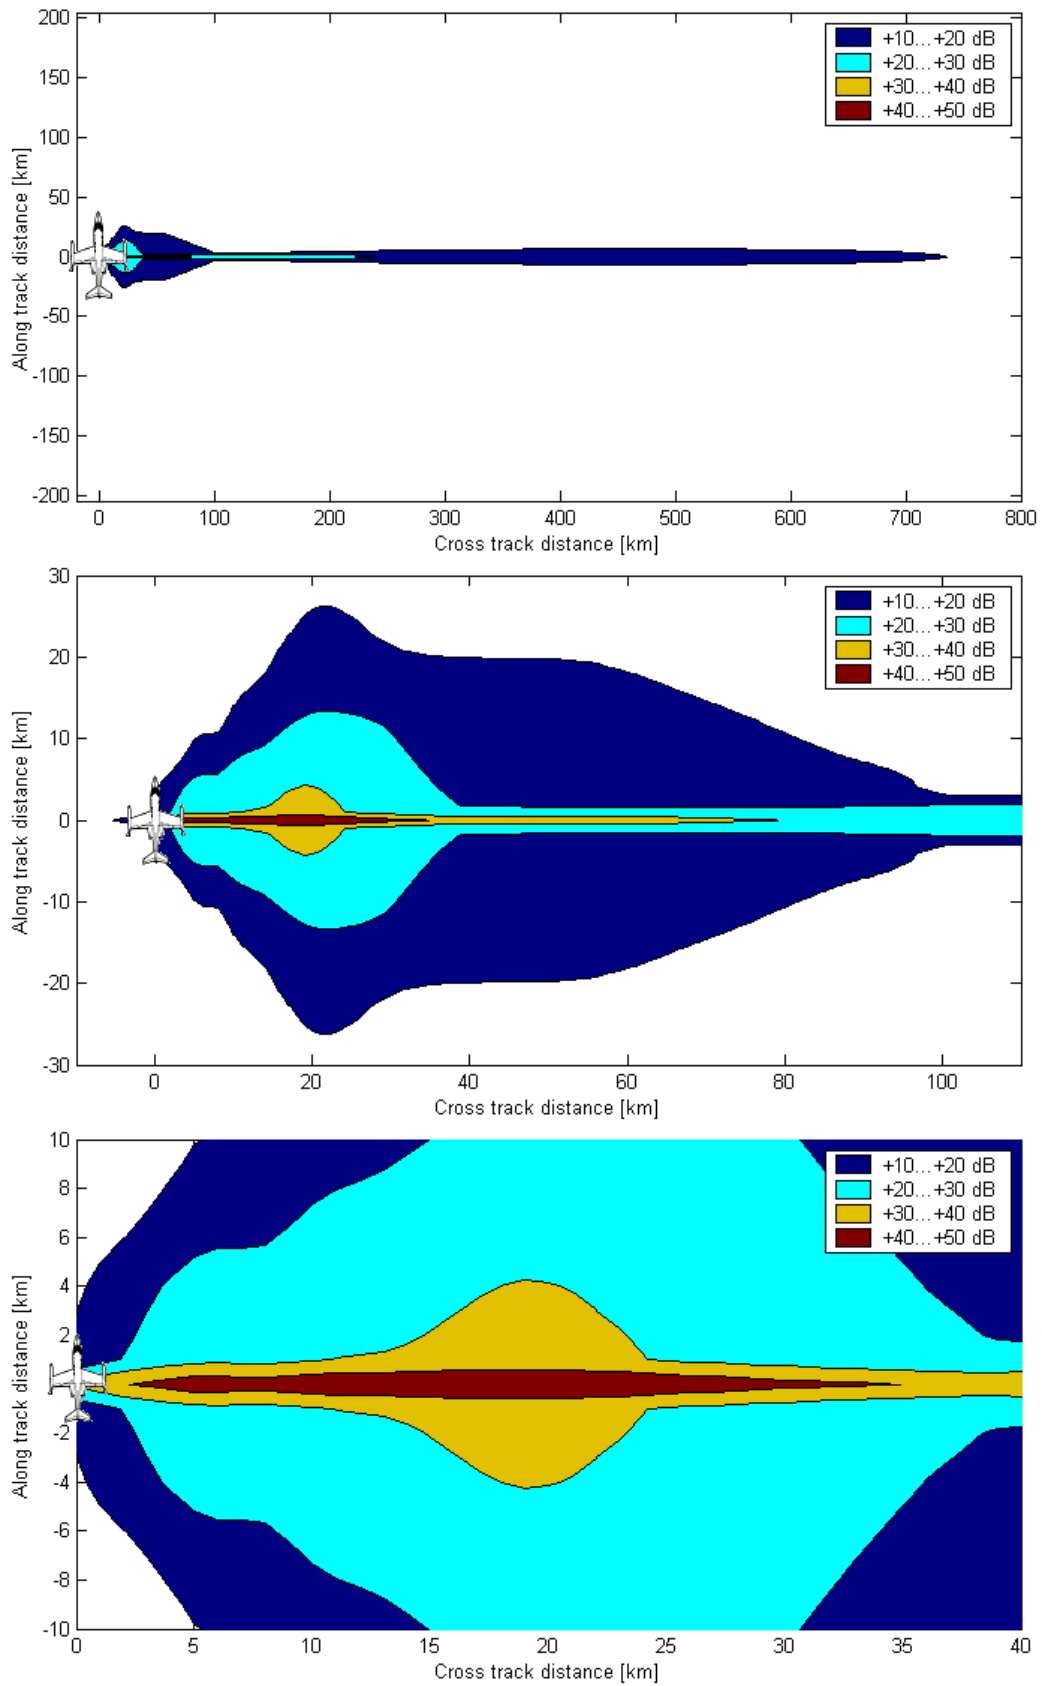 200
150
100
50
0
-50
-100
-150
-200
Along track distance [km]
+10...+20 dB
+20...+30 dB
+30...+40 dB
+40...+50 dB
0 100 200 300 400 500 600 700 800
Cross track distance [km]
30
20
10
0
-10
-20
-30
Along track distance [km]
+10...+20 dB
+20...+30 dB
+30...+40 dB
+40...+50 dB
0 20 40 60 80 100
Cross track distance [km]
10
8
6
4
2
0
-2
-4
-6
-8
-10
Along track distance [km]
+10...+20 dB
+20...+30 dB
+30...+40 dB
+40...+50 dB
0 5 10 15 20 25 30 35 40
Cross track distance [km]